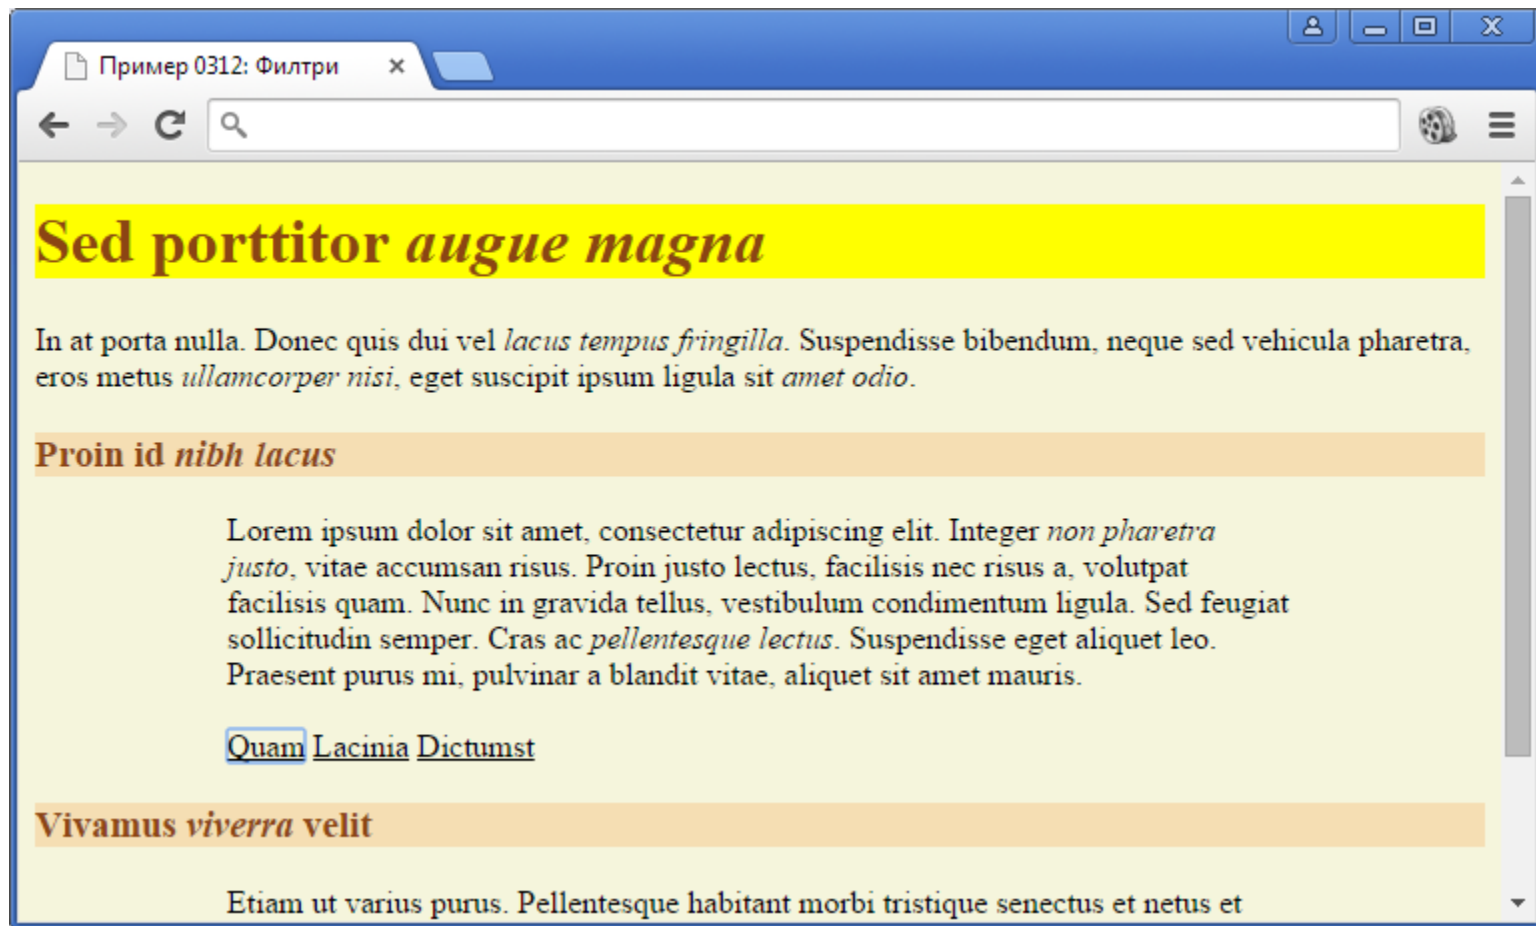 Пример 0312: Филтри
Sed porttitor augue magna
In at porta nulla. Donec quis dui vel lacus tempus fringilla. Suspendisse bibendum, neque sed vehicula pharetra,
eros metus ullamcorper nisi, eget suscipit ipsum ligula sit amet odio.
Proin id nibh lacus
Lorem ipsum dolor sit amet, consectetur adipiscing elit. Integer non pharetra
justo, vitae accumsan risus. Proin justo lectus, facilisis nec risus a, volutpat
facilisis quam. Nunc in gravida tellus, vestibulum condimentum ligula. Sed feugiat
sollicitudin semper. Cras ac pellentesque lectus. Suspendisse eget aliquet leo.
Praesent purus mi, pulvinar a blandit vitae, aliquet sit amet mauris.
Quam Lacinia Dictumst
Vivamus viverra velit
Etiam ut varius purus. Pellentesque habitant morbi tristique senectus et netus et